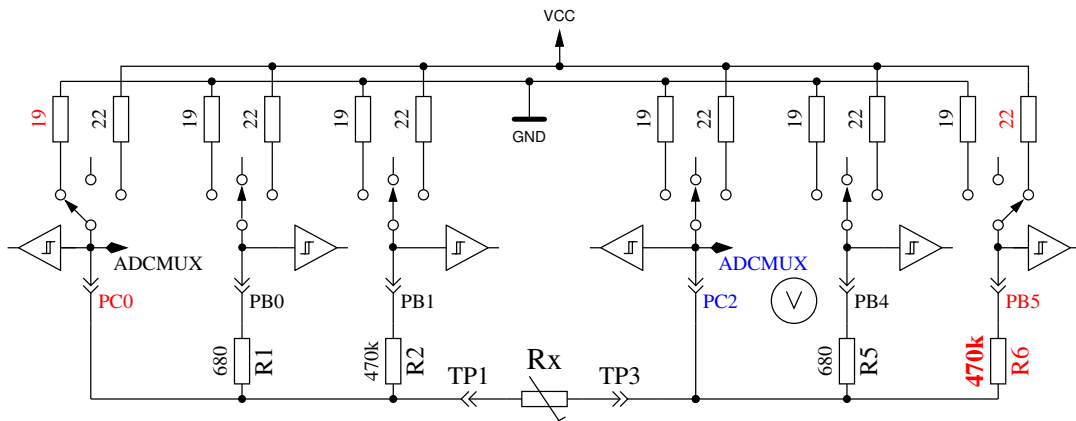 VCC
19
22
19
22
19
22
19
22
19
22
19
22
GND
ADCMUX
ADCMUX
PC0
PB0
PB1
PC2
V
PB4
PB5
680
R1
470k
R2
TP1
Rx
TP3
680
R5
470k
R6